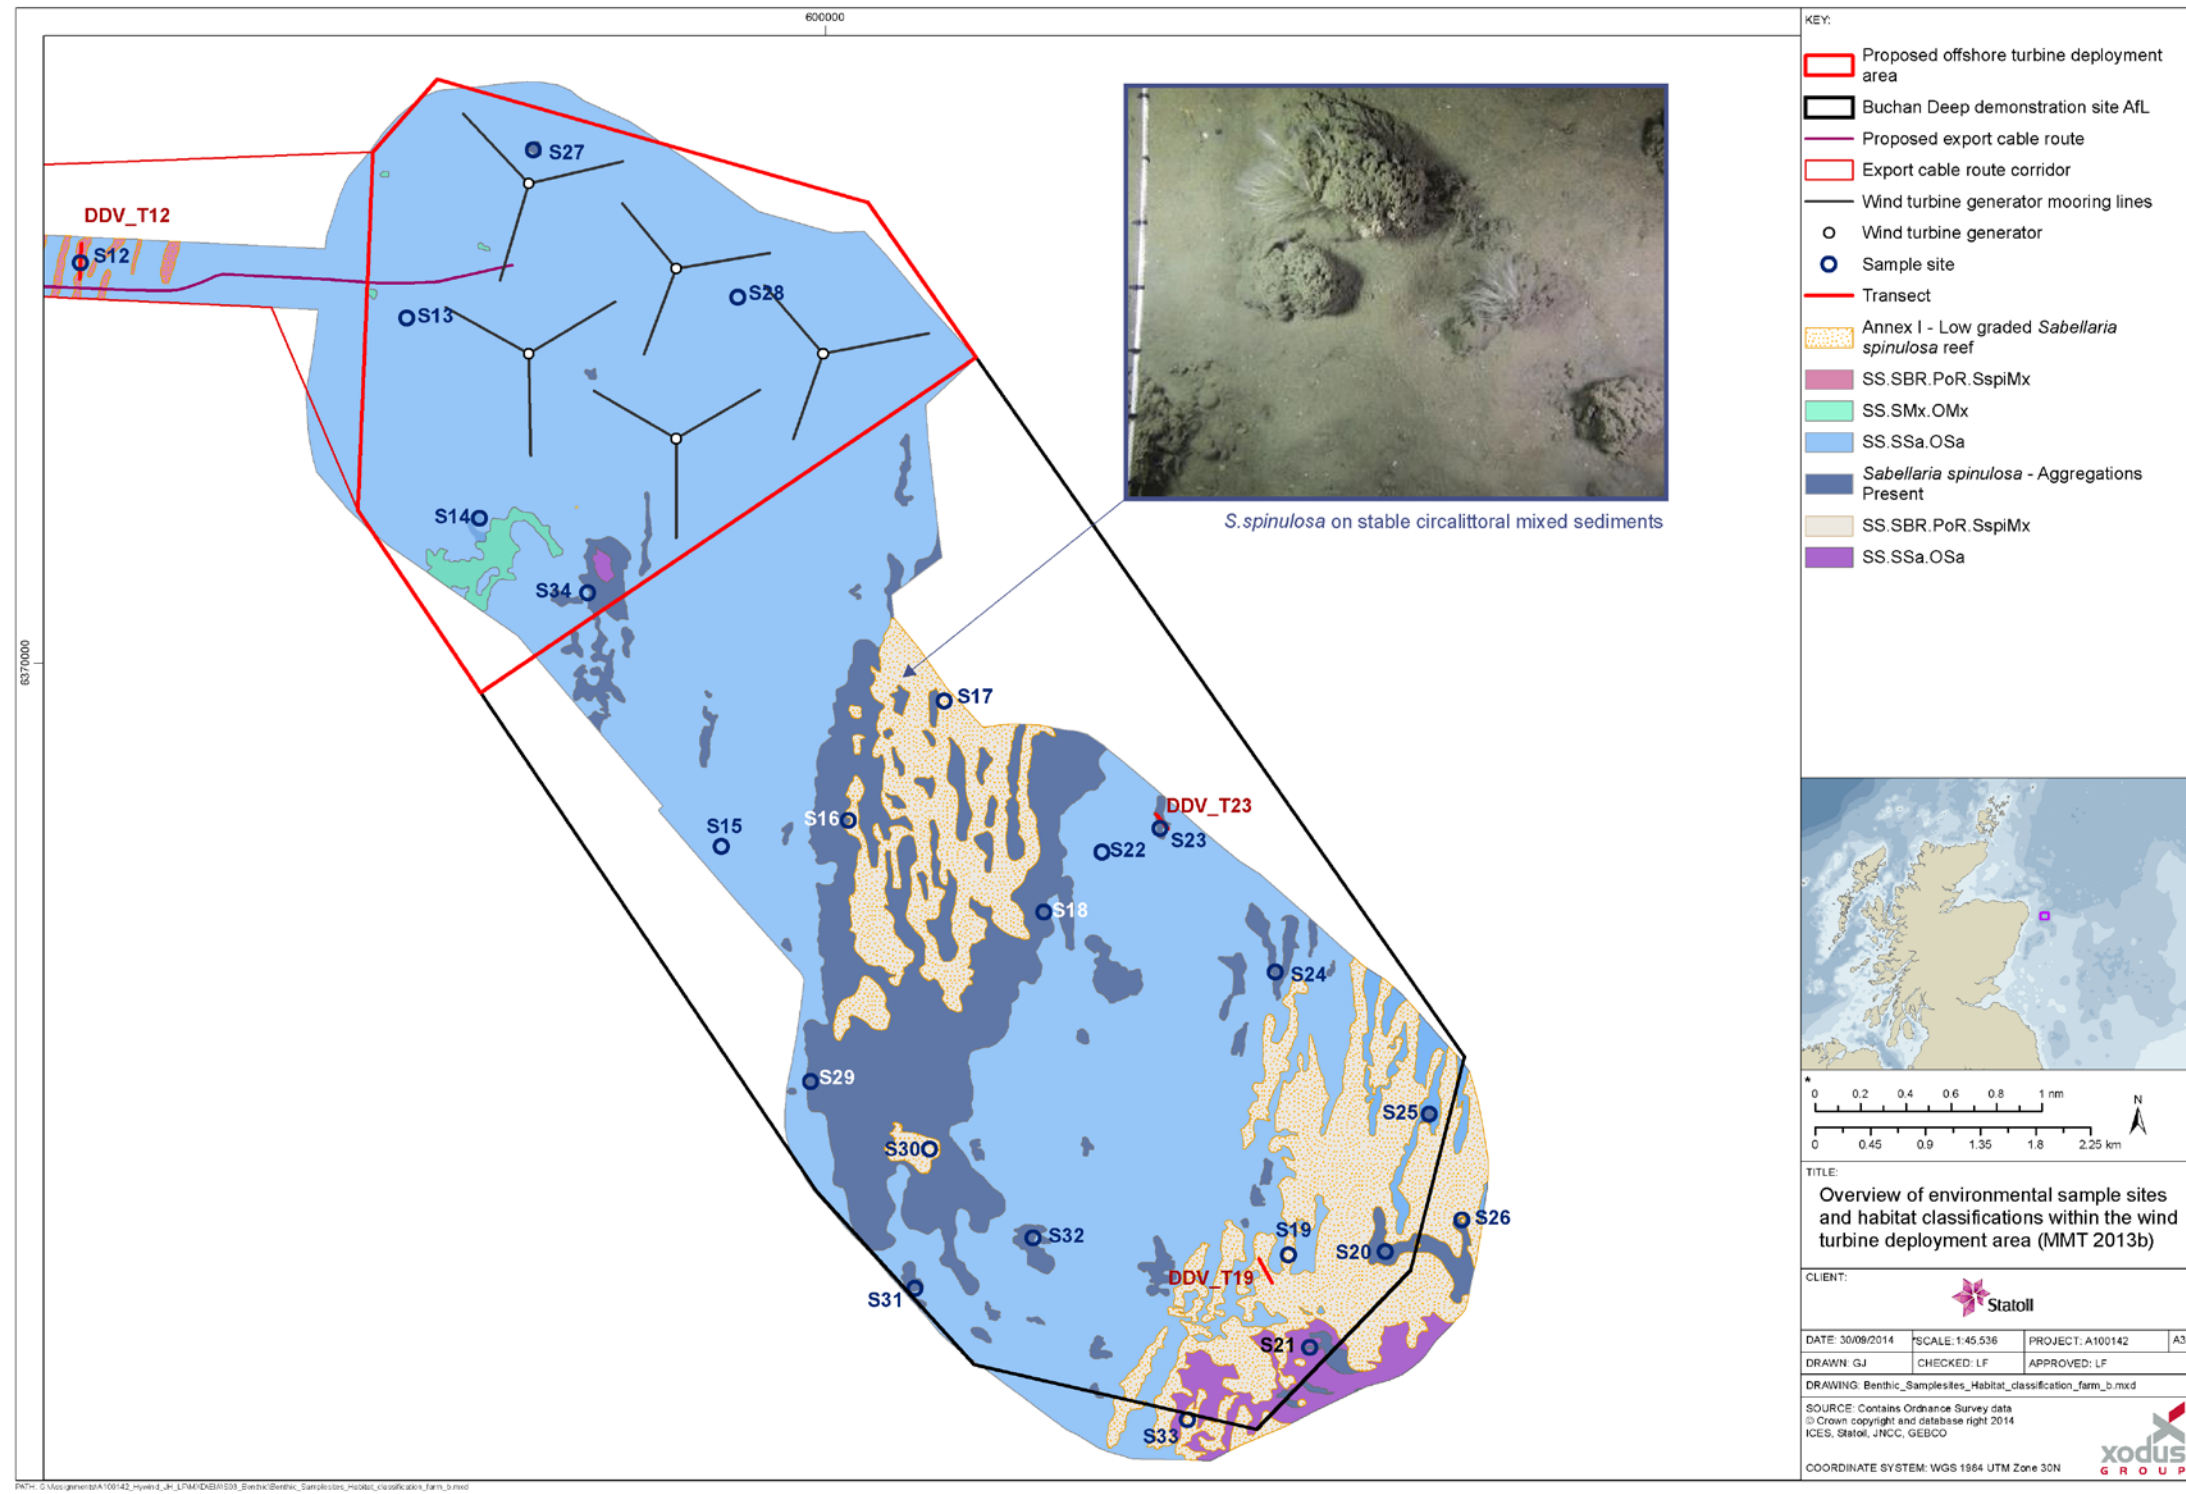 600000
6370000
DDV_T12
S12
S27
S28
S13
S14
S34
S.spinulosa on stable circalittoral mixed sediments
S17
S16
S15
DDV_T23
S23
S22
S18
S24
S29
S25
S30
S26
S19
S20
S32
DDV_T19
S31
S21
S33
KEY:
Proposed offshore turbine deployment
area
Buchan Deep demonstration site AfL
Proposed export cable route
Export cable route corridor
Wind turbine generator mooring lines
Wind turbine generator
Sample site
Transect
Annex I - Low graded Sabellaria
spinulosa reef
SS.SBR.PoR.SspiMx
SS.SMx.OMx
SS.SSa.OSa
Sabellaria spinulosa - Aggregations
Present
SS.SBR.PoR.SspiMx
SS.SSa.OSa
*
0 0.2 0.4 0.6 0.8 1 nm
N
0 0.45 0.9 1.35 1.8 2.25 km
TITLE:
Overview of environmental sample sites
and habitat classifications within the wind
turbine deployment area (MMT 2013b)
CLIENT:
Statoil
DATE: 30/09/2014 *SCALE: 1:45,536 PROJECT: A100142 A3
DRAWN: GJ CHECKED: LF APPROVED: LF
DRAWING: Benthic_Samplesites_Habitat_classification_farm_b.mxd
SOURCE: Contains Ordnance Survey data
© Crown copyright and database right 2014
ICES, Statoil, JNCC, GEBCO
COORDINATE SYSTEM: WGS 1984 UTM Zone 30N
xodus
GROUP